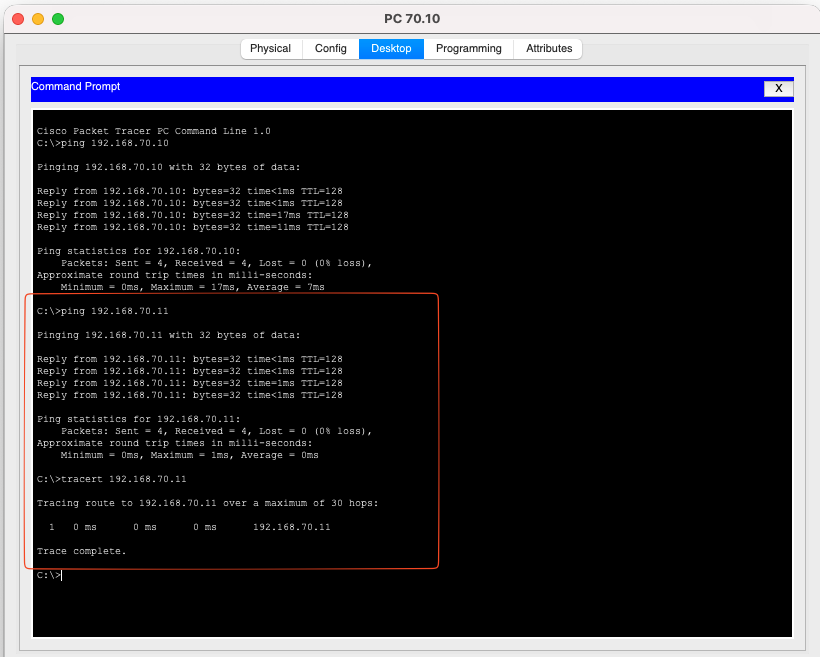 PC 70.10
Physical Config Desktop Programming Attributes
Command Prompt X
Cisco Packet Tracer PC Command Line 1.0
C:\>ping 192.168.70.10
Pinging 192.168.70.10 with 32 bytes of data:
Reply from 192.168.70.10: bytes=32 time<1ms TTL=128
Reply from 192.168.70.10: bytes=32 time<1ms TTL=128
Reply from 192.168.70.10: bytes=32 time=17ms TTL=128
Reply from 192.168.70.10: bytes=32 time=11ms TTL=128
Ping statistics for 192.168.70.10:
    Packets: Sent = 4, Received = 4, Lost = 0 (0% loss),
Approximate round trip times in milli-seconds:
    Minimum = 0ms, Maximum = 17ms, Average = 7ms
C:\>ping 192.168.70.11
Pinging 192.168.70.11 with 32 bytes of data:
Reply from 192.168.70.11: bytes=32 time<1ms TTL=128
Reply from 192.168.70.11: bytes=32 time<1ms TTL=128
Reply from 192.168.70.11: bytes=32 time=1ms TTL=128
Reply from 192.168.70.11: bytes=32 time<1ms TTL=128
Ping statistics for 192.168.70.11:
    Packets: Sent = 4, Received = 4, Lost = 0 (0% loss),
Approximate round trip times in milli-seconds:
    Minimum = 0ms, Maximum = 1ms, Average = 0ms
C:\>tracert 192.168.70.11
Tracing route to 192.168.70.11 over a maximum of 30 hops:
  1   0 ms      0 ms      0 ms      192.168.70.11
Trace complete.
C:\>